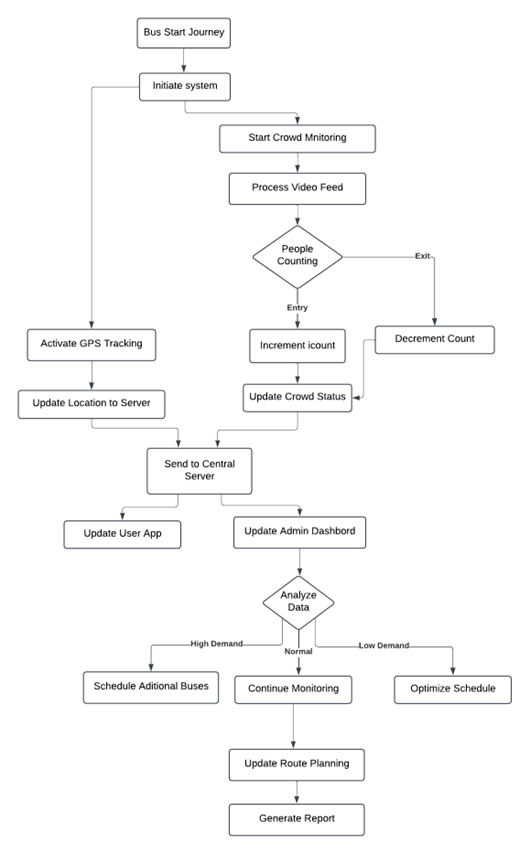 Bus Start Journey
Initiate system
Start Crowd Mnitoring
Process Video Feed
People
Counting
Exit
Entry
Activate GPS Tracking
Increment icount
Decrement Count
Update Location to Server
Update Crowd Status
Send to Central
Server
Update User App
Update Admin Dashbord
Analyze
Data
High Demand
Normal
Low Demand
Schedule Aditional Buses
Continue Monitoring
Optimize Schedule
Update Route Planning
Generate Report